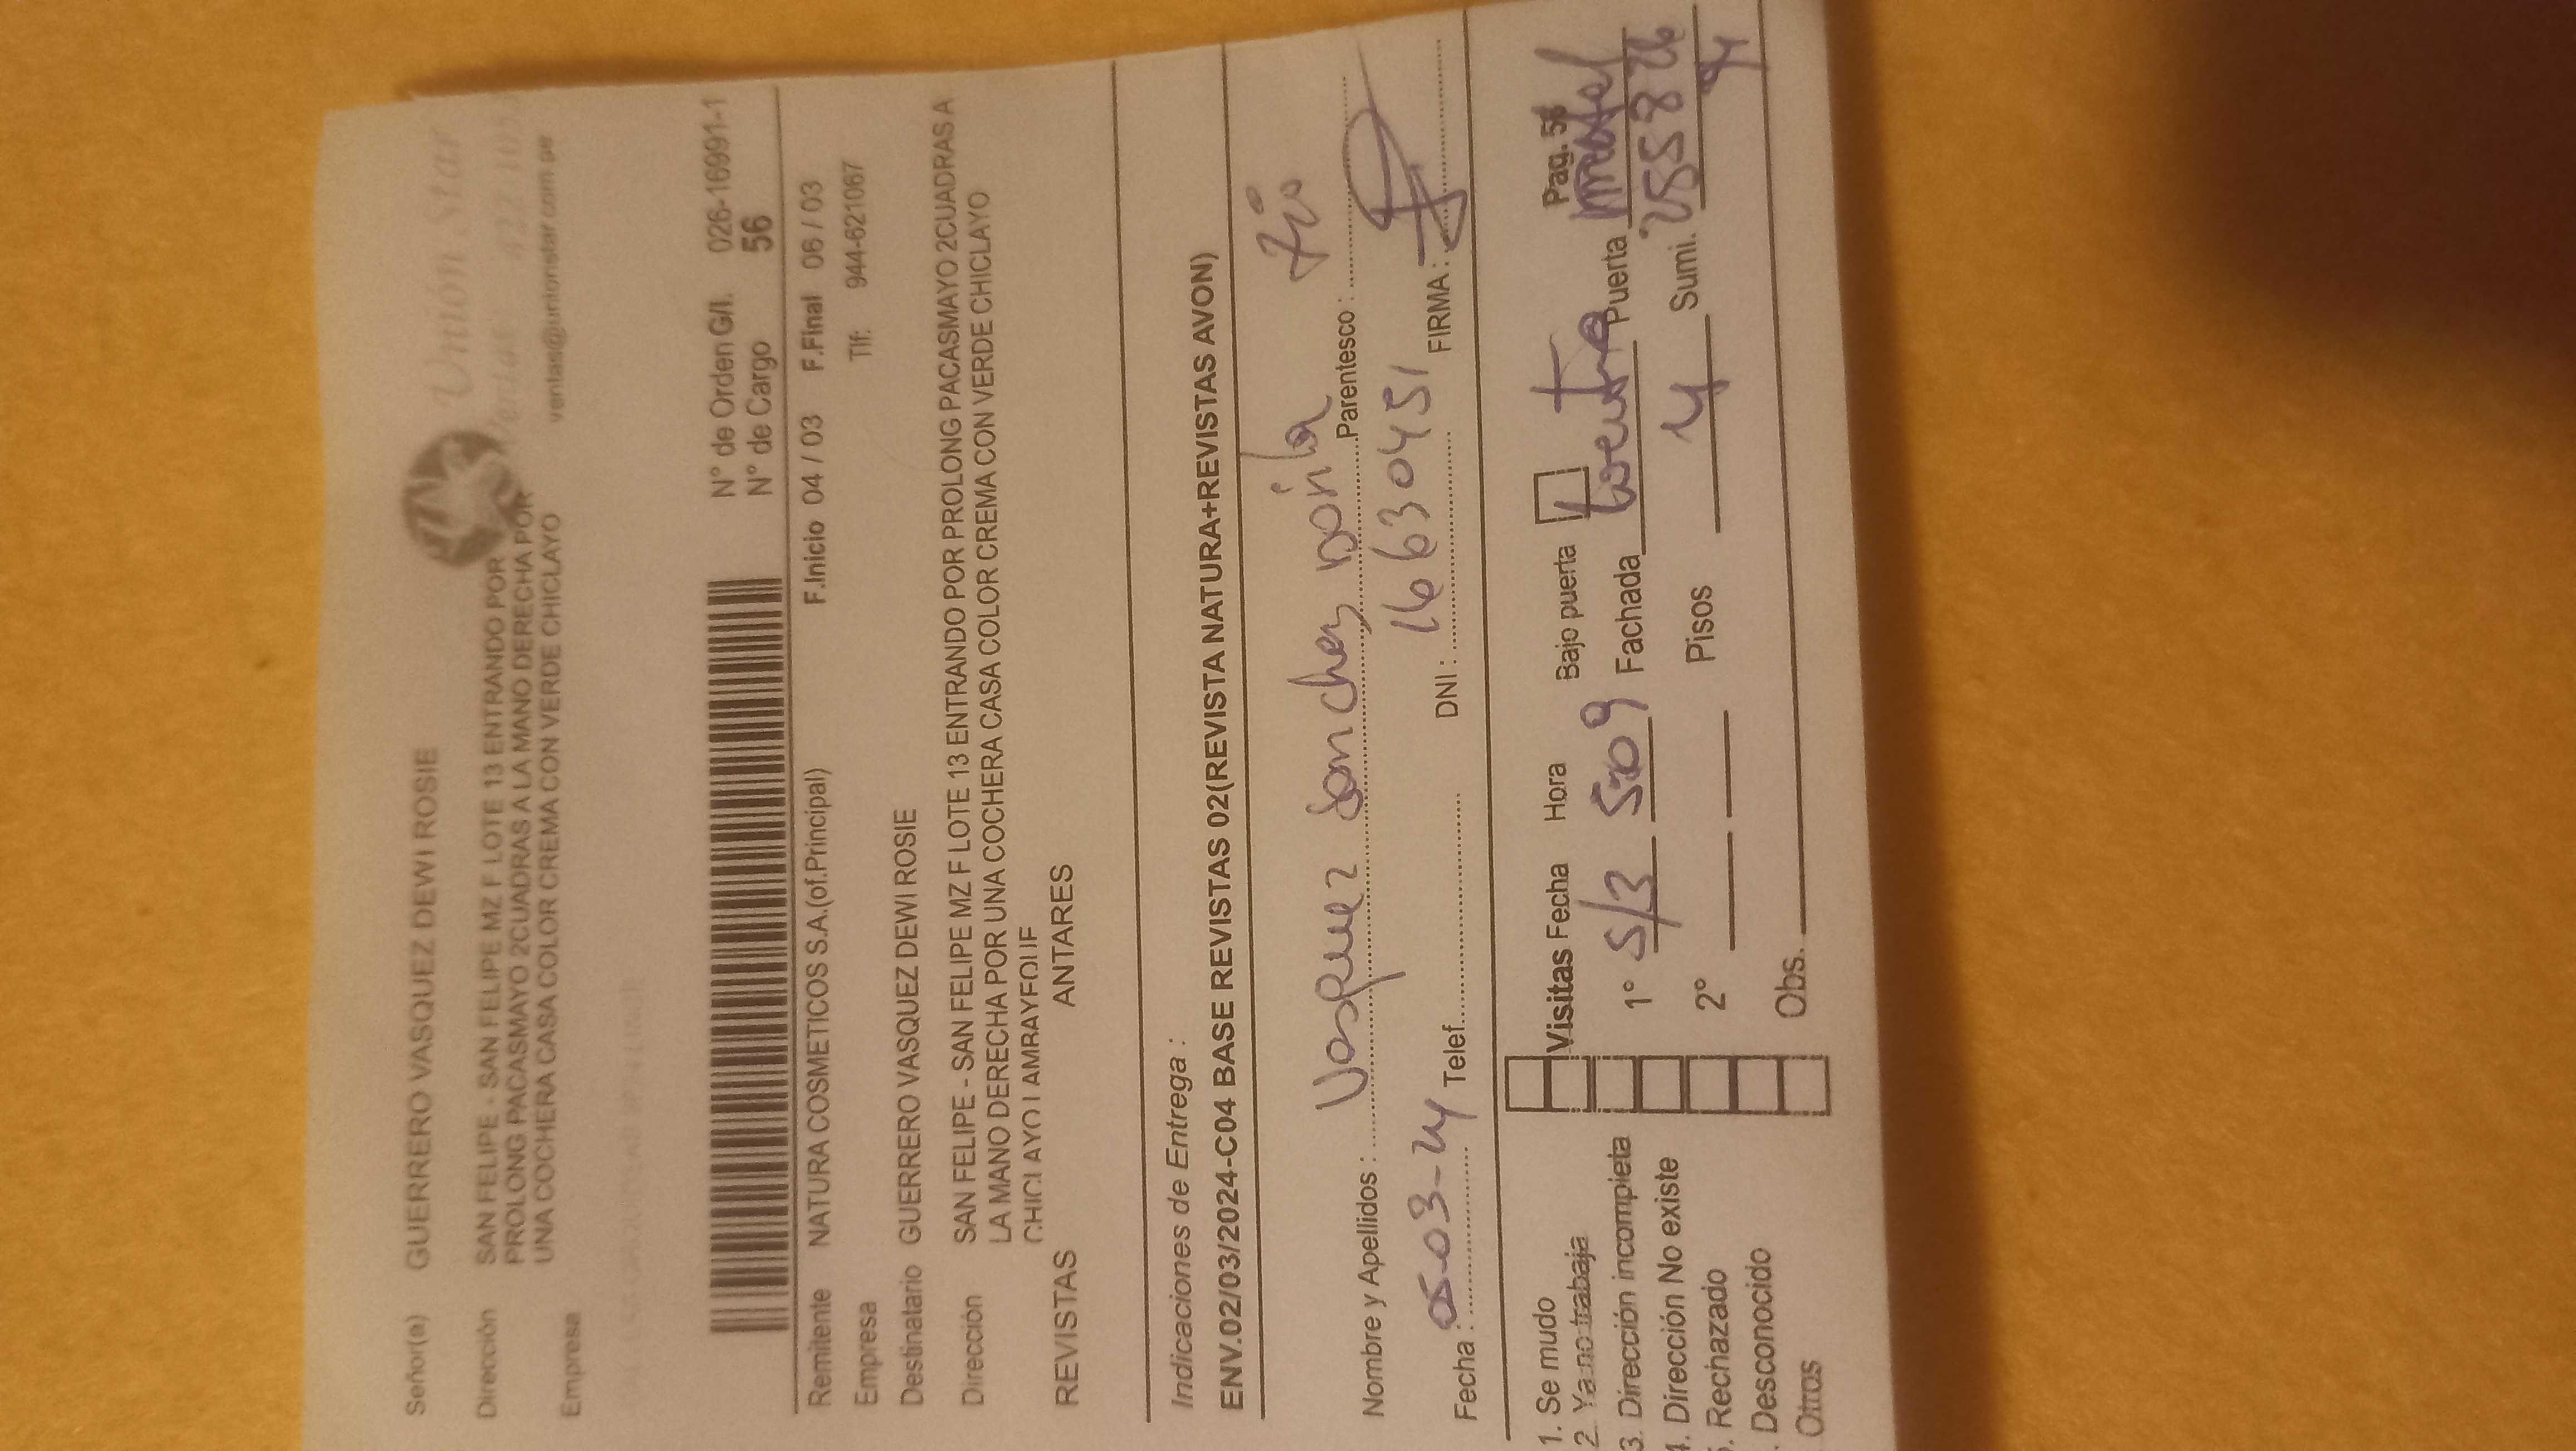 Unión Star
ventas@unionstar.com.pe
Señor(a) GUERRERO VASQUEZ DEWI ROSIE
Dirección SAN FELIPE - SAN FELIPE MZ F LOTE 13 ENTRANDO POR
PROLONG PACASMAYO 2CUADRAS A LA MANO DERECHA POR
UNA COCHERA CASA COLOR CREMA CON VERDE CHICLAYO
Empresa
N° de Orden G/I. 026-16991-1
N° de Cargo 56
Remitente NATURA COSMETICOS S.A.(of.Principal) F.Inicio 04 / 03 F.Final 06 / 03
Empresa Tlf: 944-621067
Destinatario GUERRERO VASQUEZ DEWI ROSIE
Dirección SAN FELIPE - SAN FELIPE MZ F LOTE 13 ENTRANDO POR PROLONG PACASMAYO 2CUADRAS A
LA MANO DERECHA POR UNA COCHERA CASA COLOR CREMA CON VERDE CHICLAYO
CHICLAYO LAMBAYEQUE
REVISTAS ANTARES
Indicaciones de Entrega :
ENV.02/03/2024-C04 BASE REVISTAS 02(REVISTA NATURA+REVISTAS AVON)
Nombre y Apellidos : Vasquez Sanchez Parentesco : Tio
Fecha : 05-03-24 Telef. DNI : 16630451 FIRMA :
Pag. 56
1. Se mudo Visitas Fecha Hora Bajo puerta
2. Ya no trabaja 1° 5/3 5:09 Fachada Puerta
3. Dirección incompleta
4. Dirección No existe 2° Pisos 4 Sumi. 25587826
5. Rechazado
Desconocido Obs.
Otros